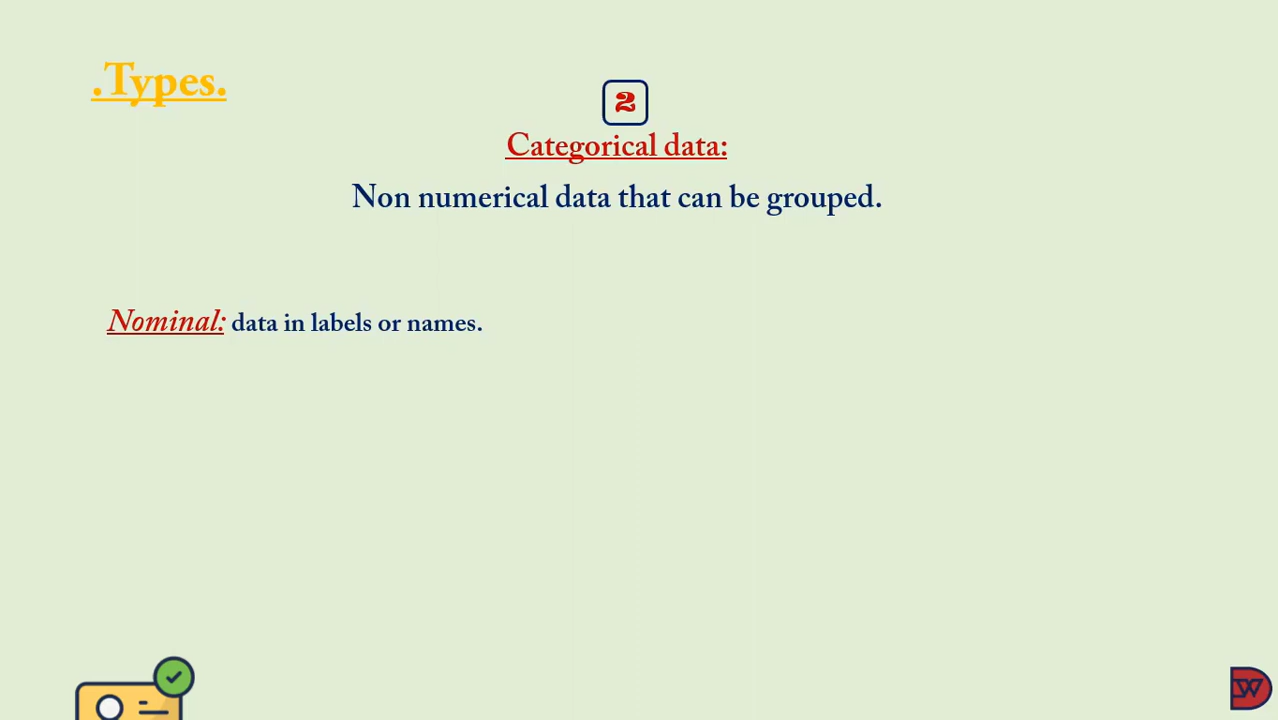 .Types.
2
Categorical data:
Non numerical data that can be grouped.
Nominal: data in labels or names.
W